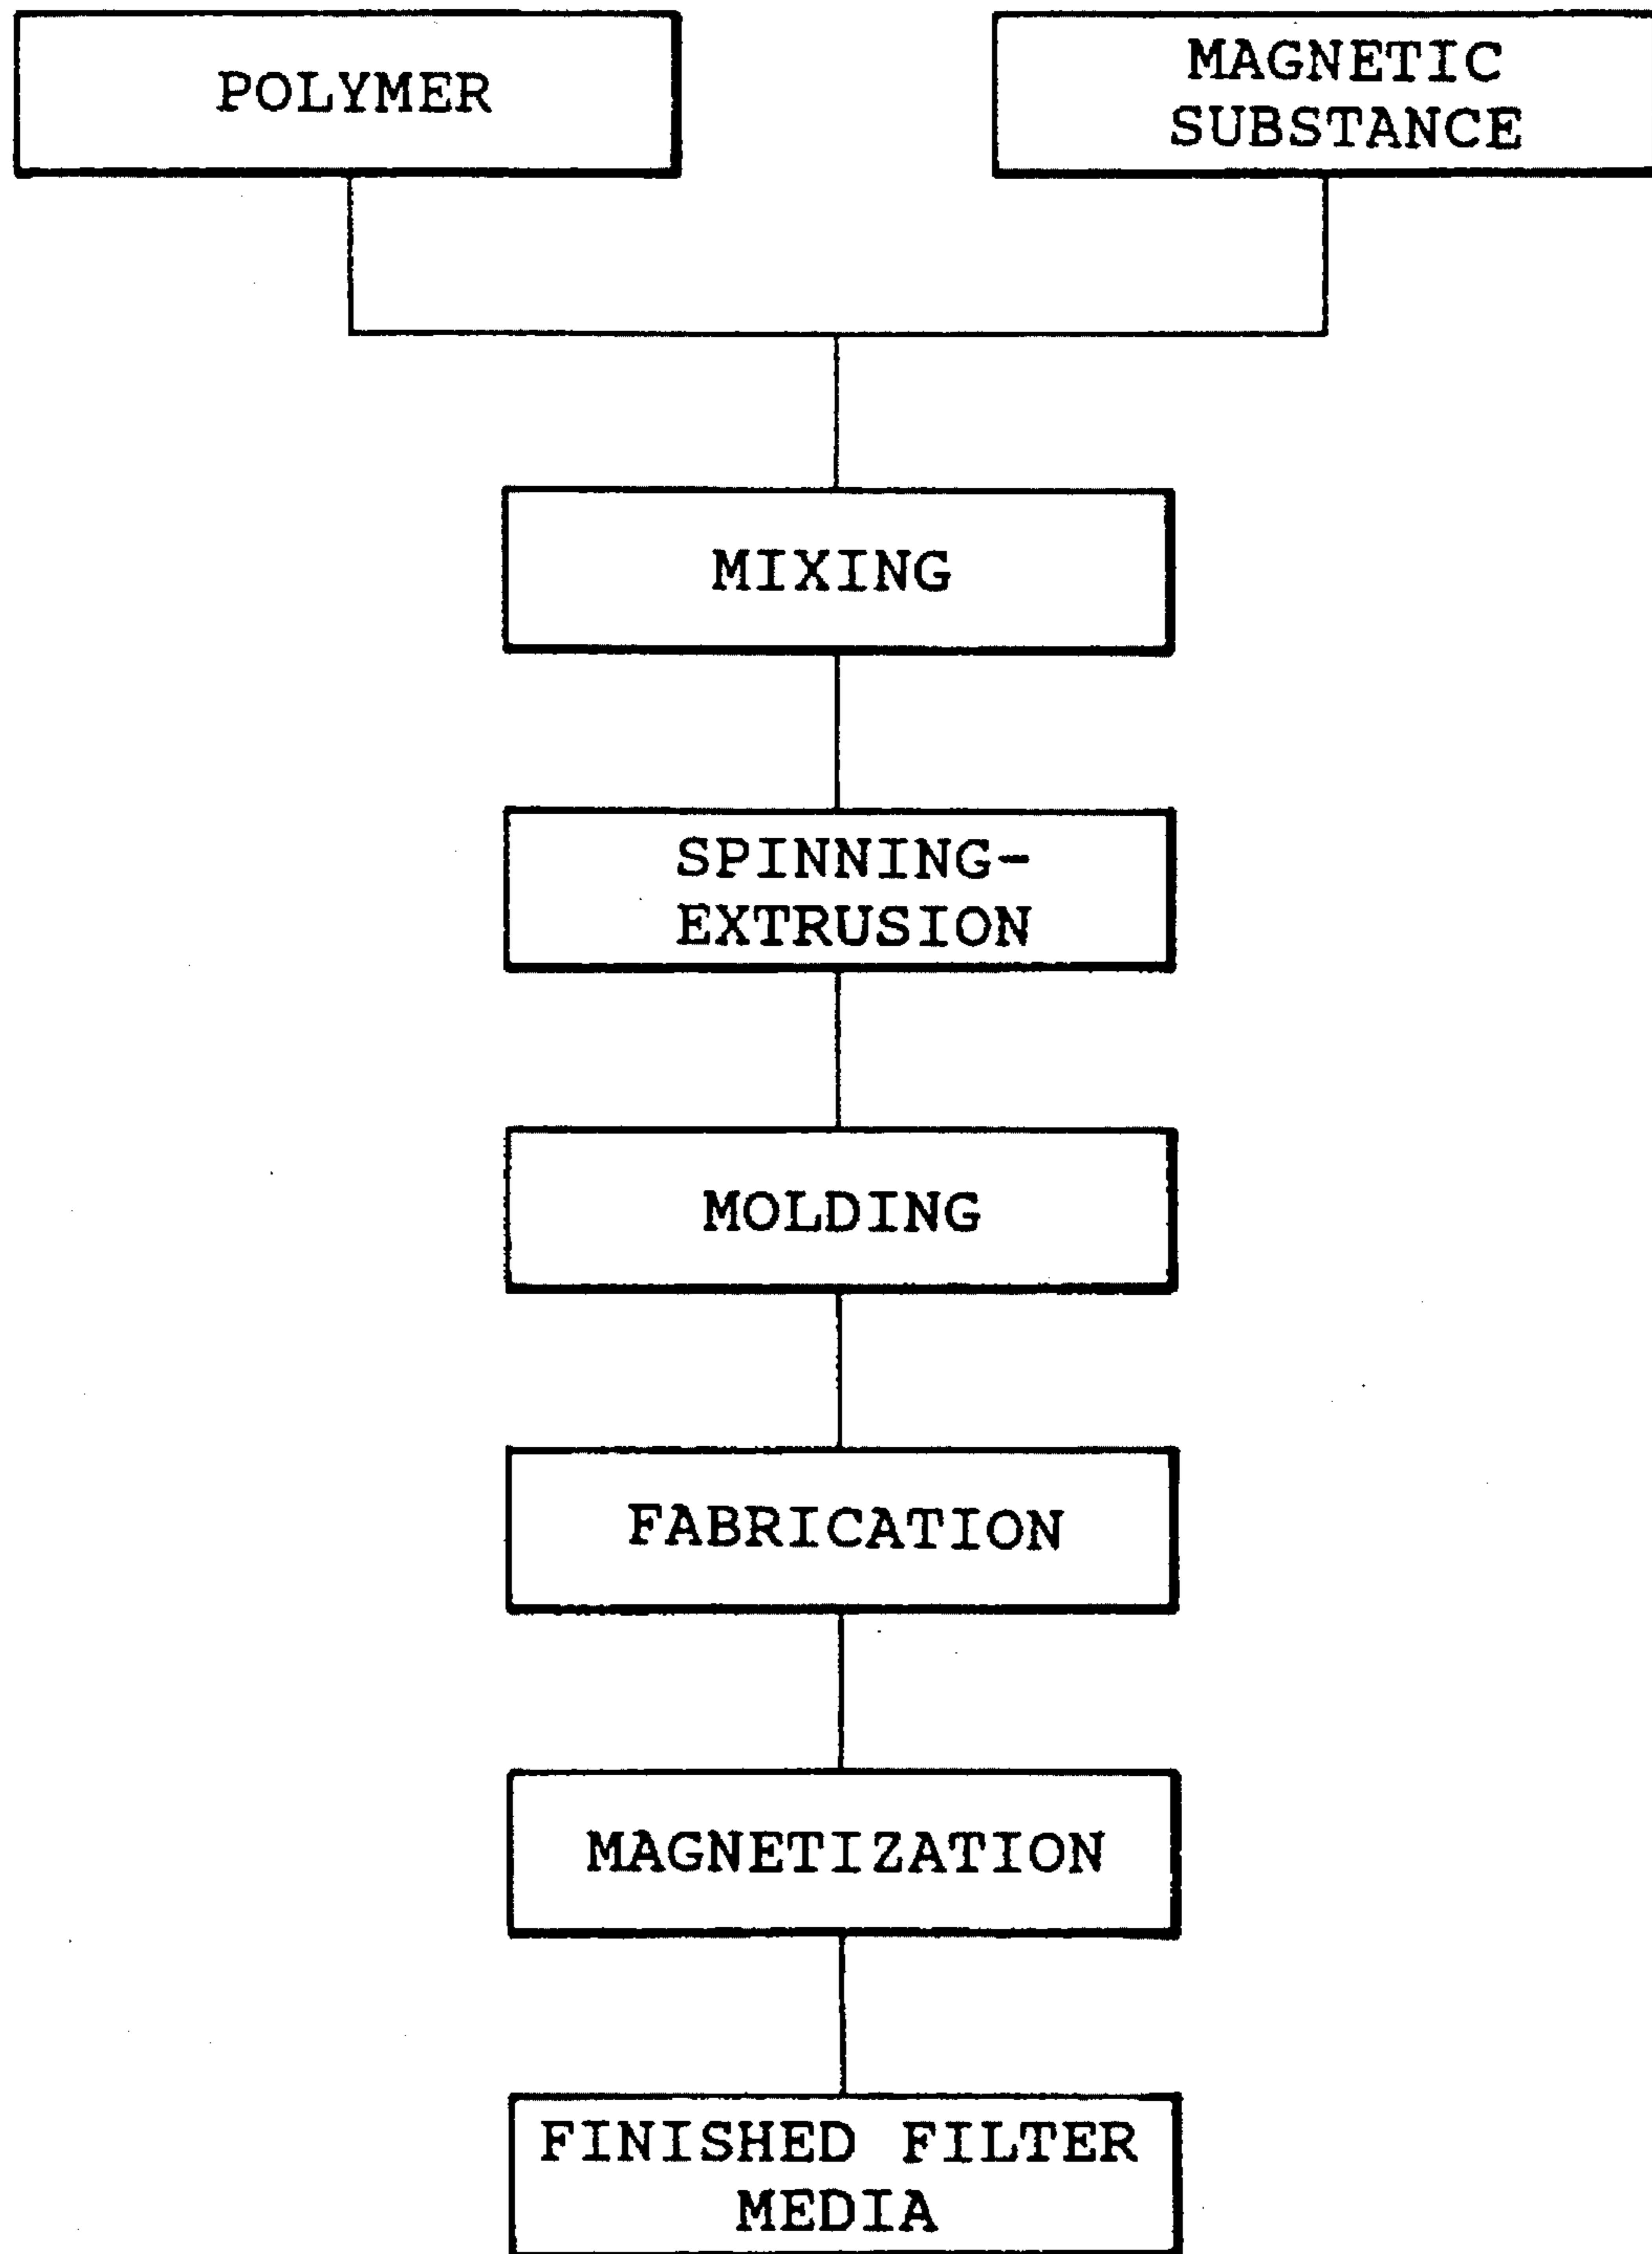 POLYMER
MAGNETIC
SUBSTANCE
MIXING
SPINNING-
EXTRUSION
MOLDING
FABRICATION
MAGNETIZATION
FINISHED FILTER
MEDIA